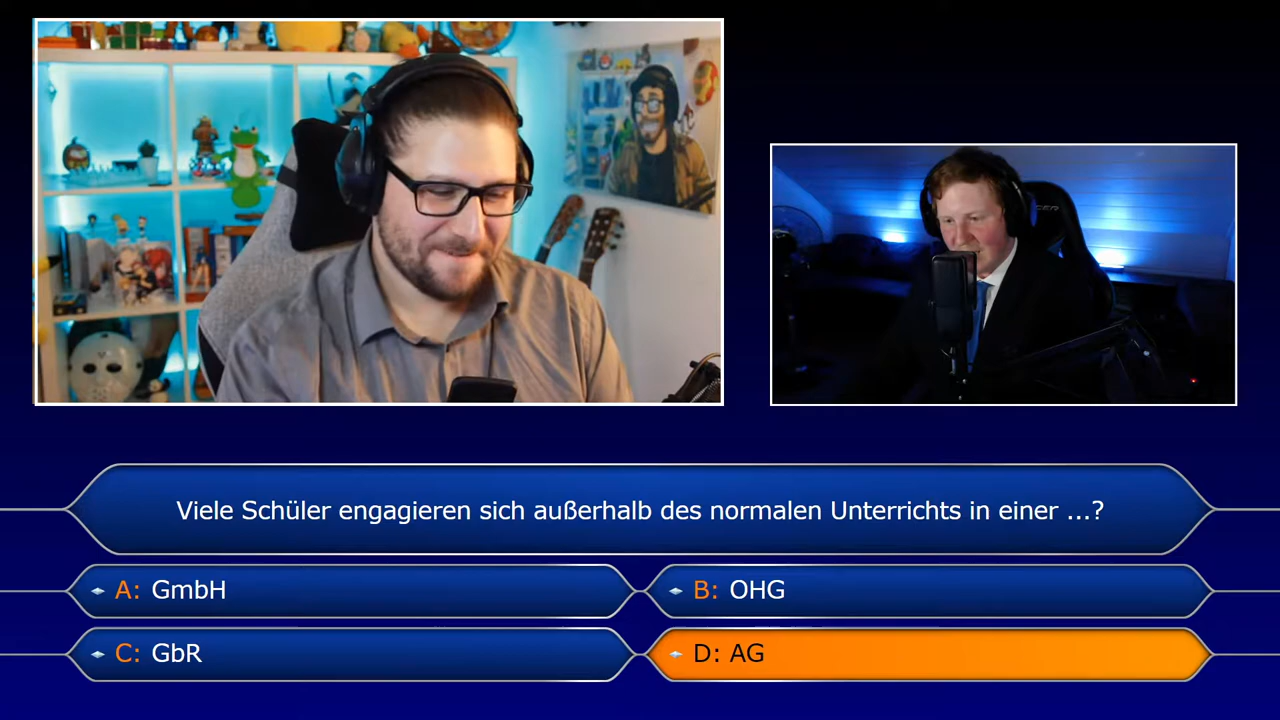 Viele Schüler engagieren sich außerhalb des normalen Unterrichts in einer ...?
A: GmbH
B: OHG
C: GbR
D: AG